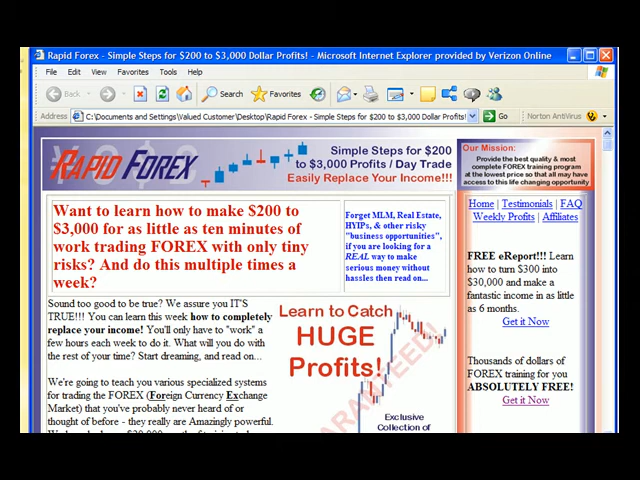 Rapid Forex - Simple Steps for $200 to $3,000 Dollar Profits! - Microsoft Internet Explorer provided by Verizon Online
File Edit View Favorites Tools Help
Back Search Favorites
Address C:\Documents and Settings\Valued Customer\Desktop\Rapid Forex - Simple Steps for $200 to $3,000 Dollar Profits! Go Norton AntiVirus
RAPID FOREX
Simple Steps for $200
to $3,000 Profits / Day Trade
Easily Replace Your Income!!!
Our Mission:
Provide the best quality & most
complete FOREX training program
at the lowest price so that all may have
access to this life changing opportunity
Want to learn how to make $200 to
$3,000 for as little as ten minutes of
work trading FOREX with only tiny
risks? And do this multiple times a
week?
Forget MLM, Real Estate,
HYIPs, & other risky
"business opportunities",
if you are looking for a
REAL way to make
serious money without
hassles then read on...
Home | Testimonials | FAQ
Weekly Profits | Affiliates
Sound too good to be true? We assure you IT'S
TRUE!!! You can learn this week how to completely
replace your income! You'll only have to "work" a
few hours each week to do it. What will you do with
the rest of your time? Start dreaming, and read on...
We're going to teach you various specialized systems
for trading the FOREX (Foreign Currency Exchange
Market) that you've probably never heard of or
thought of before - they really are Amazingly powerful.
Learn to Catch
HUGE
Profits!
Exclusive
Collection of
FREE eReport!!! Learn
how to turn $300 into
$30,000 and make a
fantastic income in as little
as 6 months.
Get it Now
Thousands of dollars of
FOREX training for you
ABSOLUTELY FREE!
Get it Now